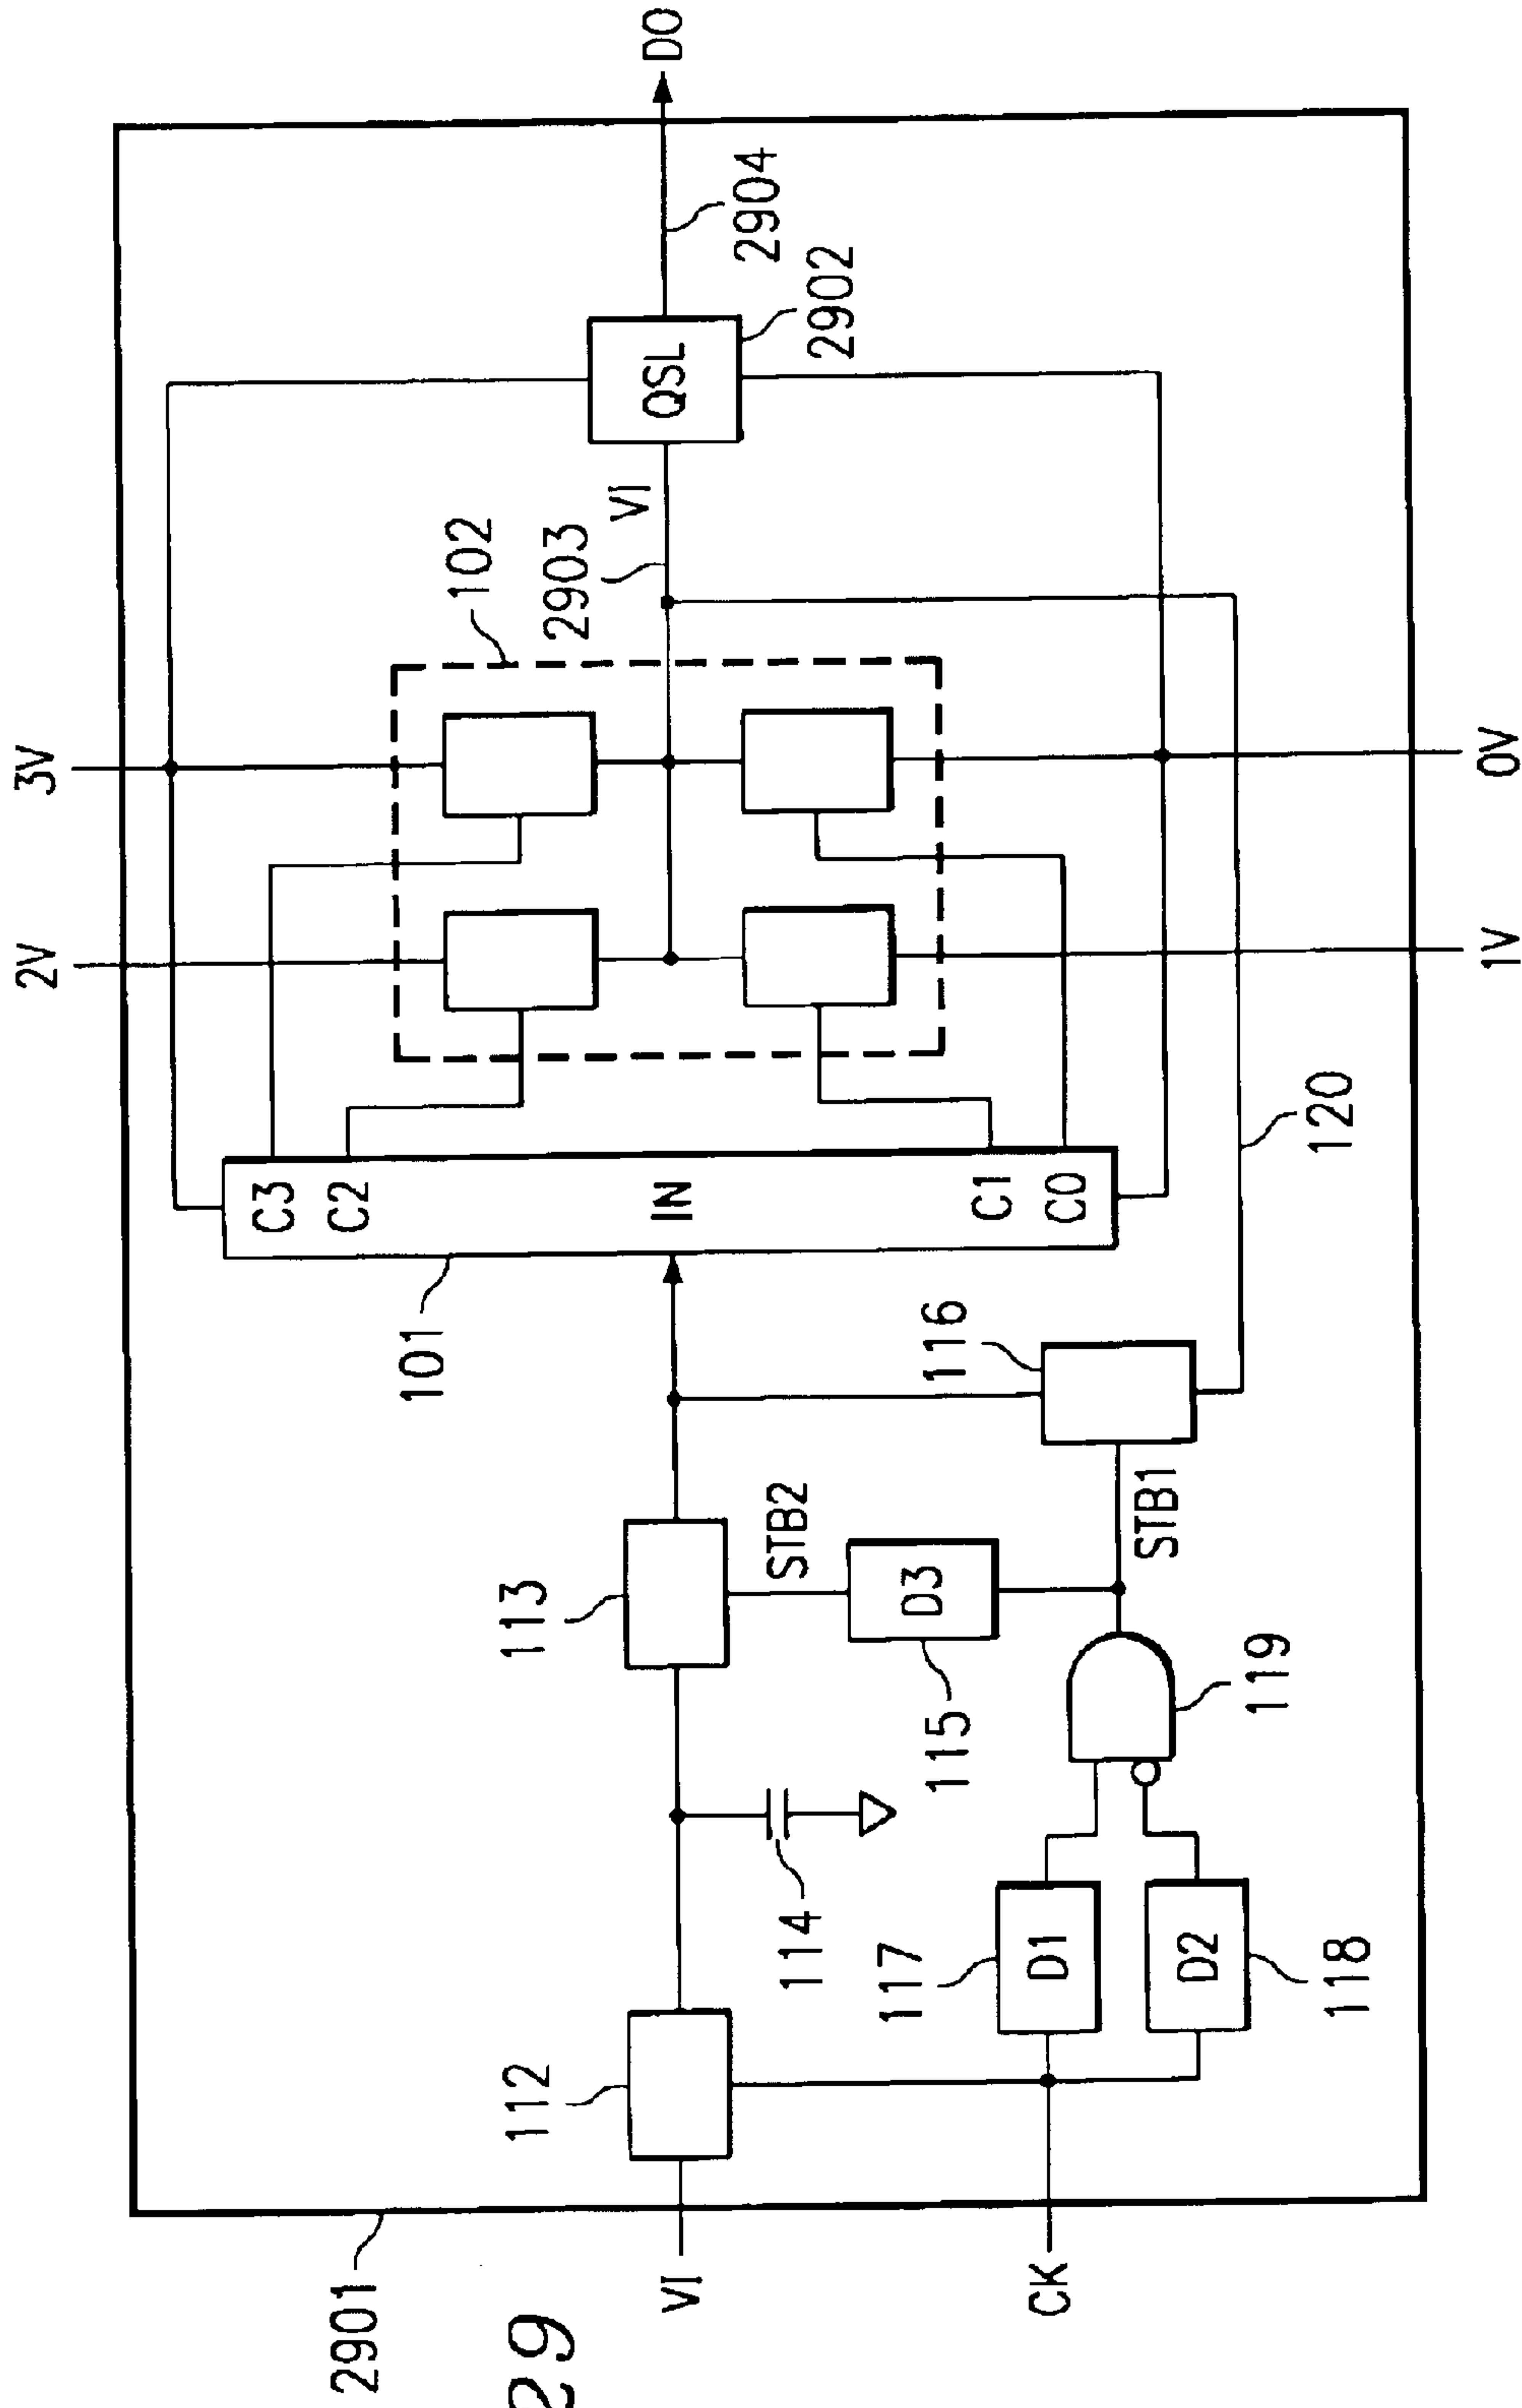 3V
2V
D0
2904
QSL
2902
VI
2903
102
C3
C2
IN
C1
C0
101
0V
1V
120
116
STB1
STB2
113
D3
115
119
114
D1
117
D2
118
112
VI
CK
2901
29